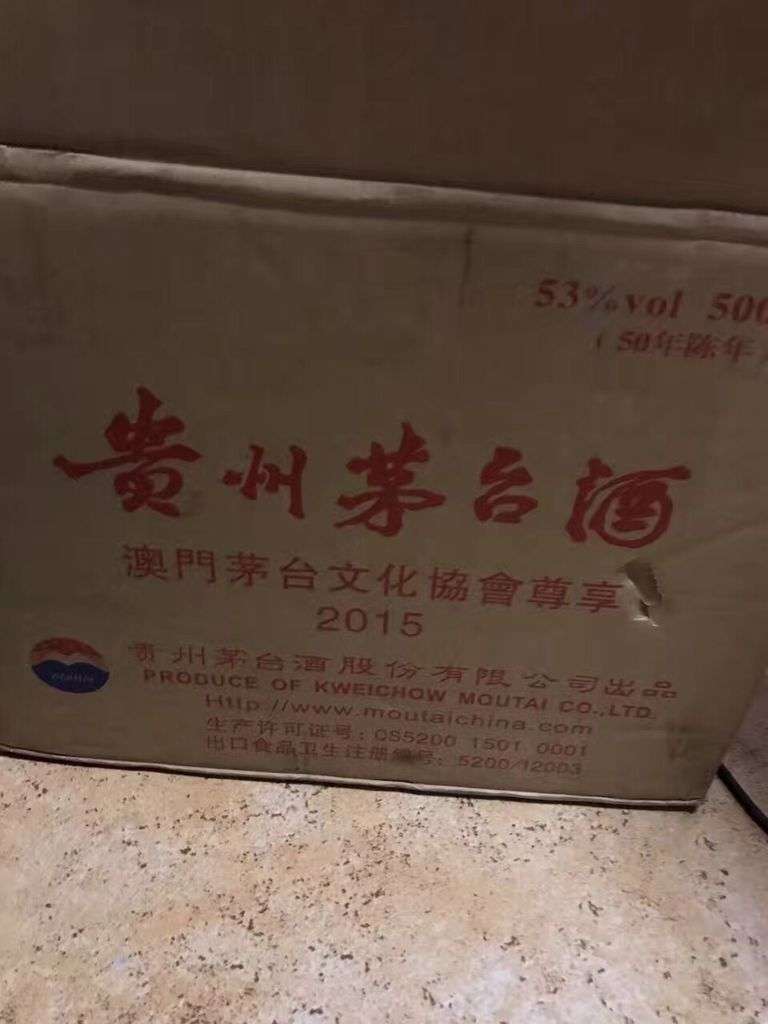 53%vol 500
（50年陈年）
贵州茅台酒
澳門茅台文化協會尊享
2015
贵州茅台酒股份有限公司出品
PRODUCE OF KWEICHOW MOUTAI CO.,LTD.
Http://www.moutaichina.com
生产许可证号：QS5200 1501 0001
出口食品卫生注册编号：5200/12003